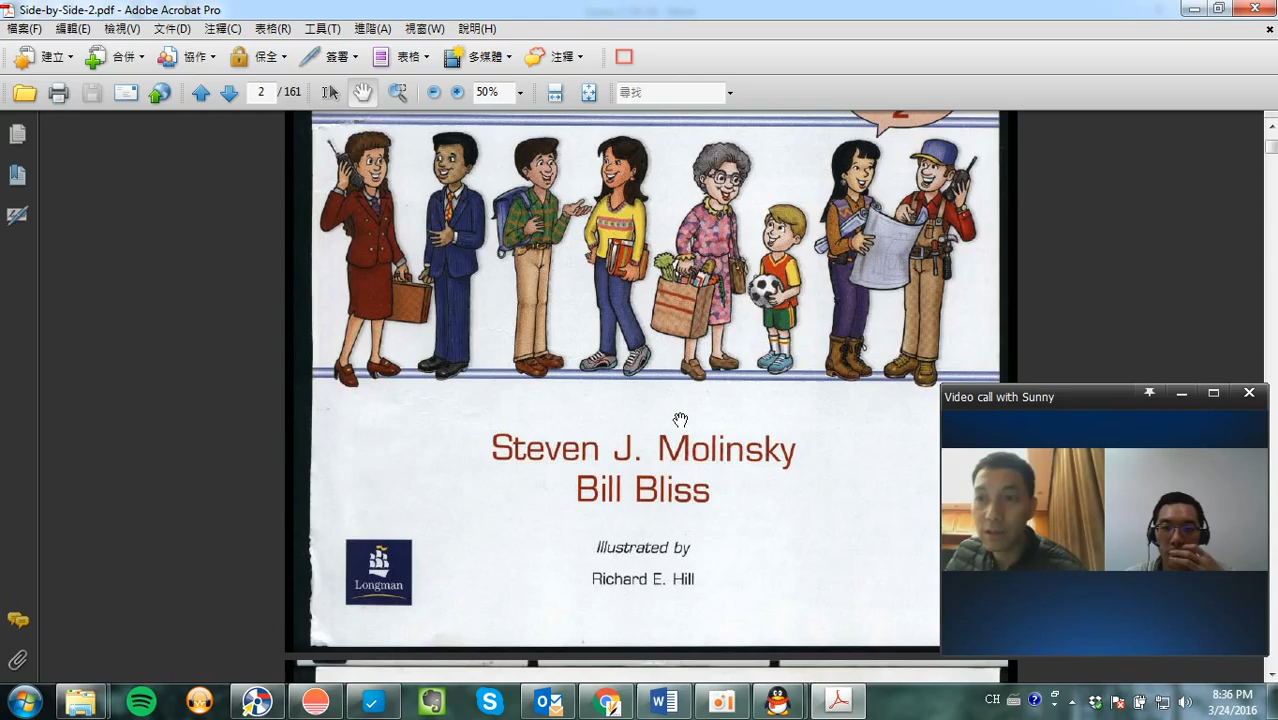 Side-by-Side-2.pdf - Adobe Acrobat Pro
檔案(F) 編輯(E) 檢視(V) 文件(D) 注釋(C) 表格(R) 工具(T) 進階(A) 視窗(W) 說明(H)
建立 合併 協作 保全 簽署 表格 多媒體 注釋
2 / 161 50% 尋找
2
Video call with Sunny
Steven J. Molinsky
Bill Bliss
Illustrated by
Richard E. Hill
Longman
CH
8:36 PM
3/24/2016